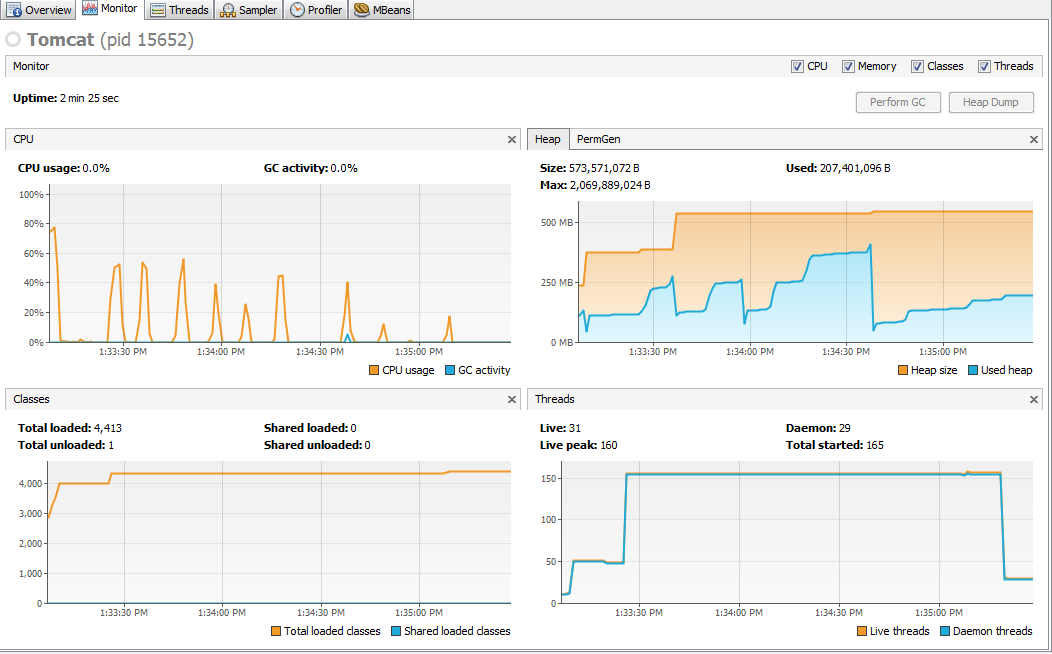 Overview Monitor Threads Sampler Profiler MBeans
Tomcat (pid 15652)
Monitor CPU Memory Classes Threads
Uptime: 2 min 25 sec
Perform GC Heap Dump
CPU
CPU usage: 0.0% GC activity: 0.0%
100%
80%
60%
40%
20%
0%
1:33:30 PM 1:34:00 PM 1:34:30 PM 1:35:00 PM
CPU usage GC activity
Heap PermGen
Size: 573,571,072 B Used: 207,401,096 B
Max: 2,069,889,024 B
500 MB
250 MB
0 MB
1:33:30 PM 1:34:00 PM 1:34:30 PM 1:35:00 PM
Heap size Used heap
Classes
Total loaded: 4,413 Shared loaded: 0
Total unloaded: 1 Shared unloaded: 0
4,000
3,000
2,000
1,000
0
1:33:30 PM 1:34:00 PM 1:34:30 PM 1:35:00 PM
Total loaded classes Shared loaded classes
Threads
Live: 31 Daemon: 29
Live peak: 160 Total started: 165
150
100
50
0
1:33:30 PM 1:34:00 PM 1:34:30 PM 1:35:00 PM
Live threads Daemon threads